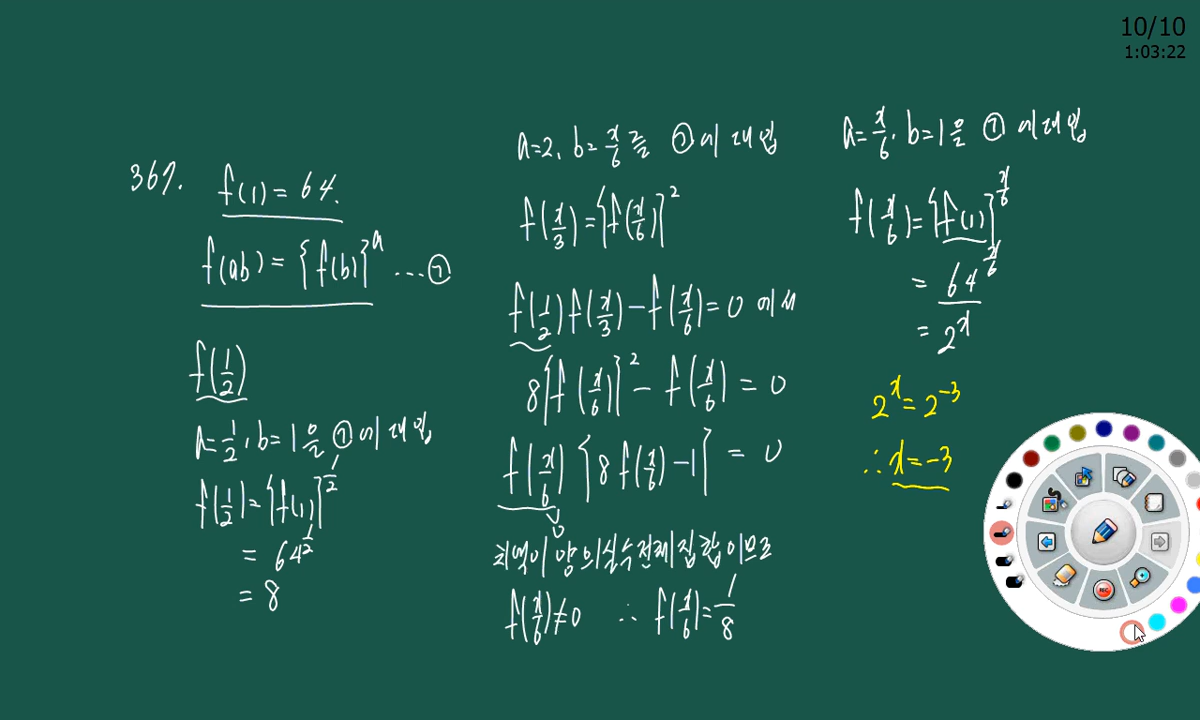 10/10
1:03:22
367.
f(1) = 64.
f(ab) = {f(b)}^a … ㉠
f(1/2)
a=1/2, b=1을 ㉠에 대입
f(1/2) = {f(1)}^(1/2)
= 64^(1/2)
= 8
a=2, b=x/6를 ㉠에 대입
f(x/3) = {f(x/6)}^2
f(1/2)f(x/3) - f(x/6) = 0 에서
8{f(x/6)}^2 - f(x/6) = 0
f(x/6) {8f(x/6) - 1} = 0
치역이 양의 실수 전체 집합이므로
f(x/6) ≠ 0 ∴ f(x/6) = 1/8
a=x/6, b=1을 ㉠에 대입
f(x/6) = {f(1)}^(x/6)
= 64^(x/6)
= 2^x
2^x = 2^-3
∴ x = -3
REC